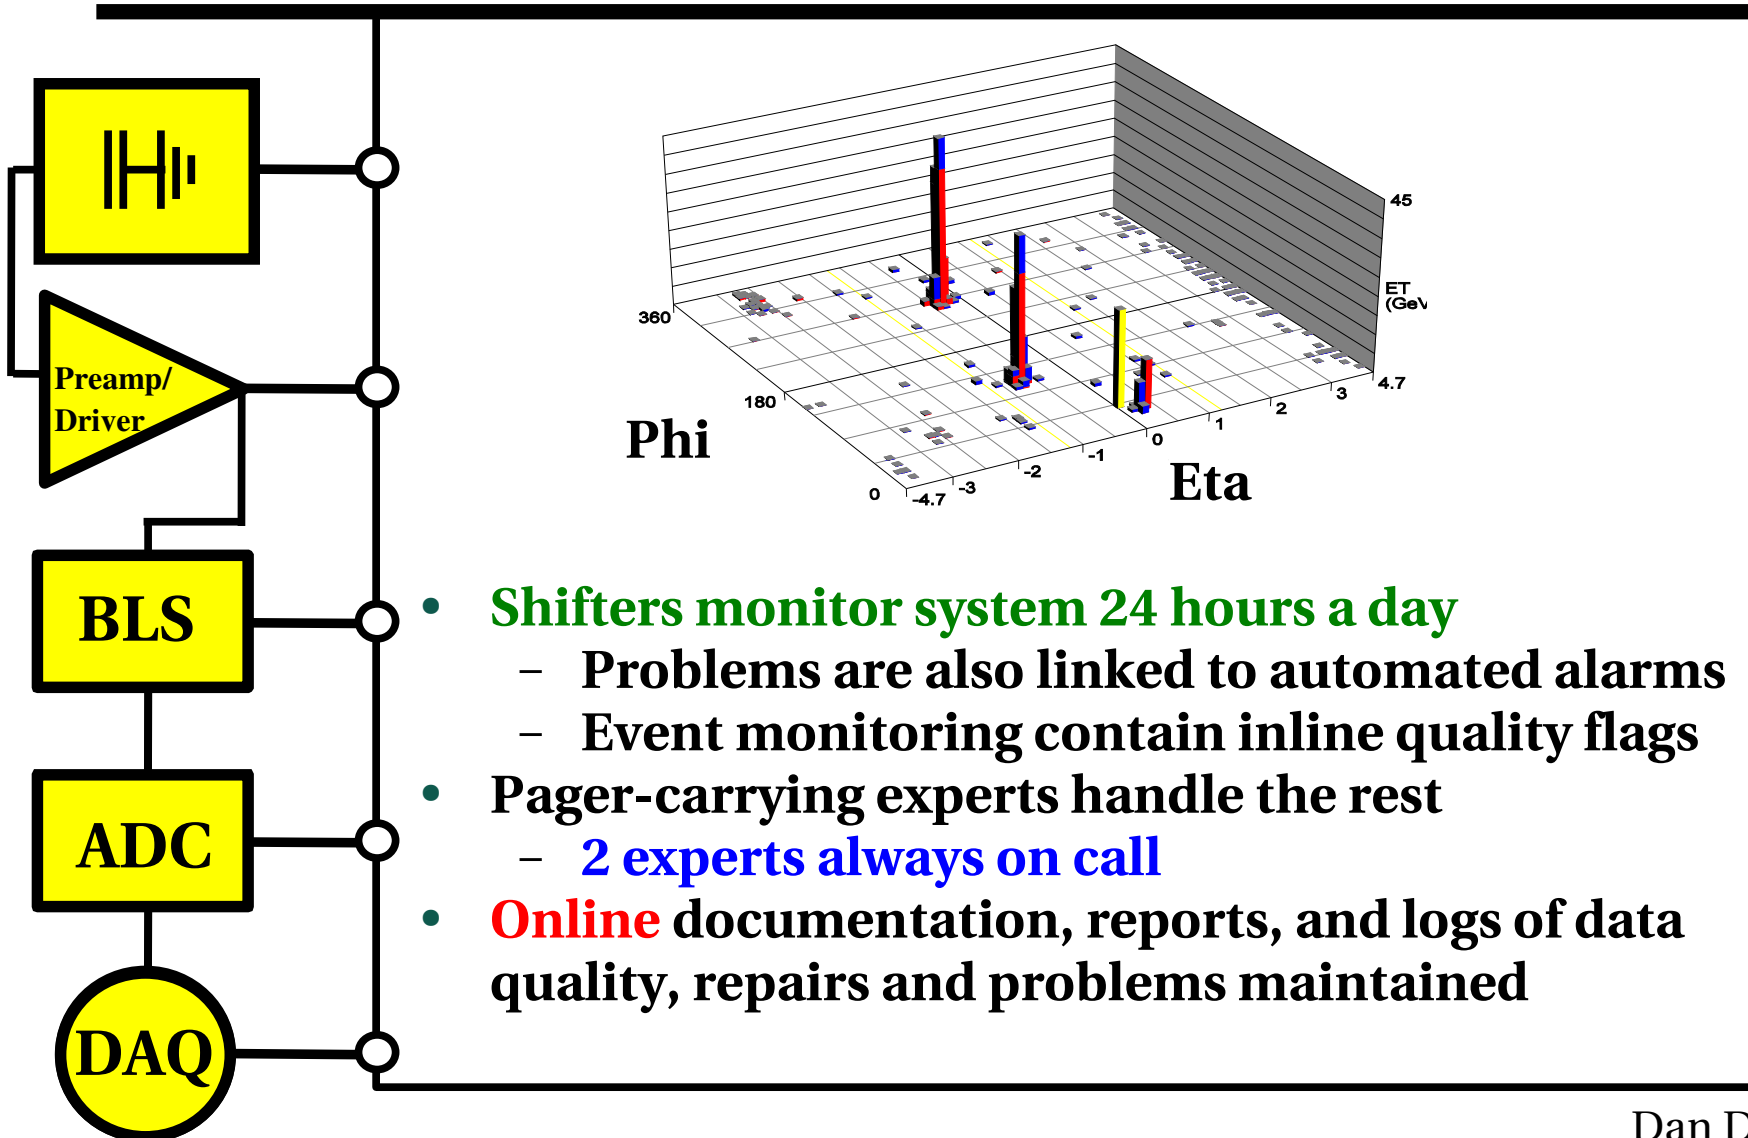 45
ET
(GeV
360
180
0
-4.7
-3
-2
-1
0
1
2
3
4.7
Phi
Eta
Preamp/
Driver
BLS
ADC
DAQ
• Shifters monitor system 24 hours a day
– Problems are also linked to automated alarms
– Event monitoring contain inline quality flags
• Pager-carrying experts handle the rest
– 2 experts always on call
• Online documentation, reports, and logs of data
quality, repairs and problems maintained
Dan D